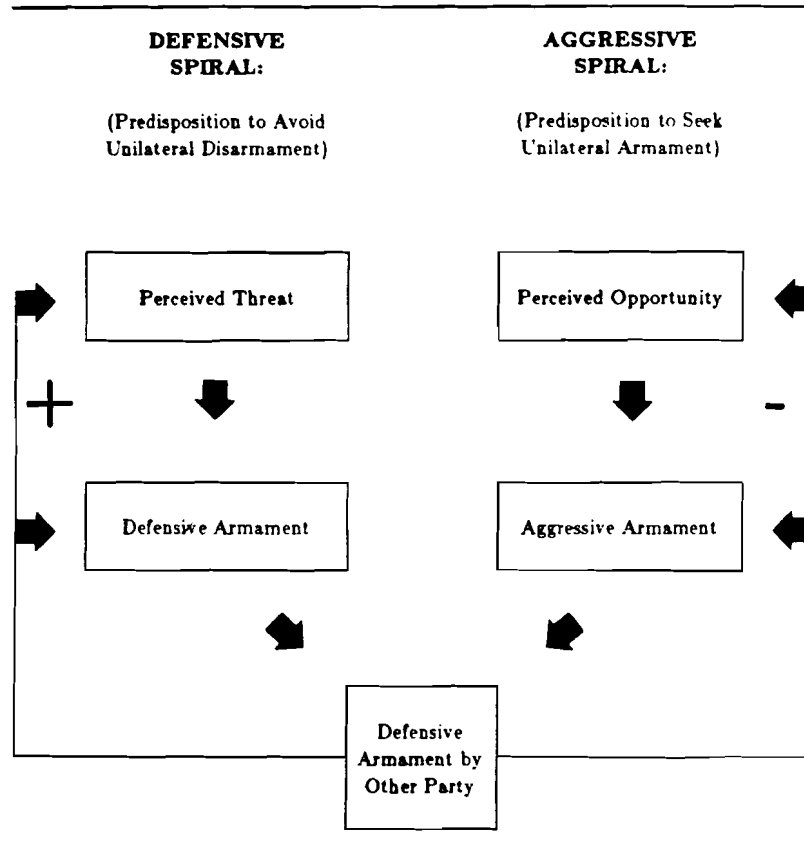 DEFENSIVE
SPIRAL:
(Predisposition to Avoid
Unilateral Disarmament)
AGGRESSIVE
SPIRAL:
(Predisposition to Seek
Unilateral Armament)
Perceived Threat
Perceived Opportunity
+
-
Defensive Armament
Aggressive Armament
Defensive
Armament by
Other Party